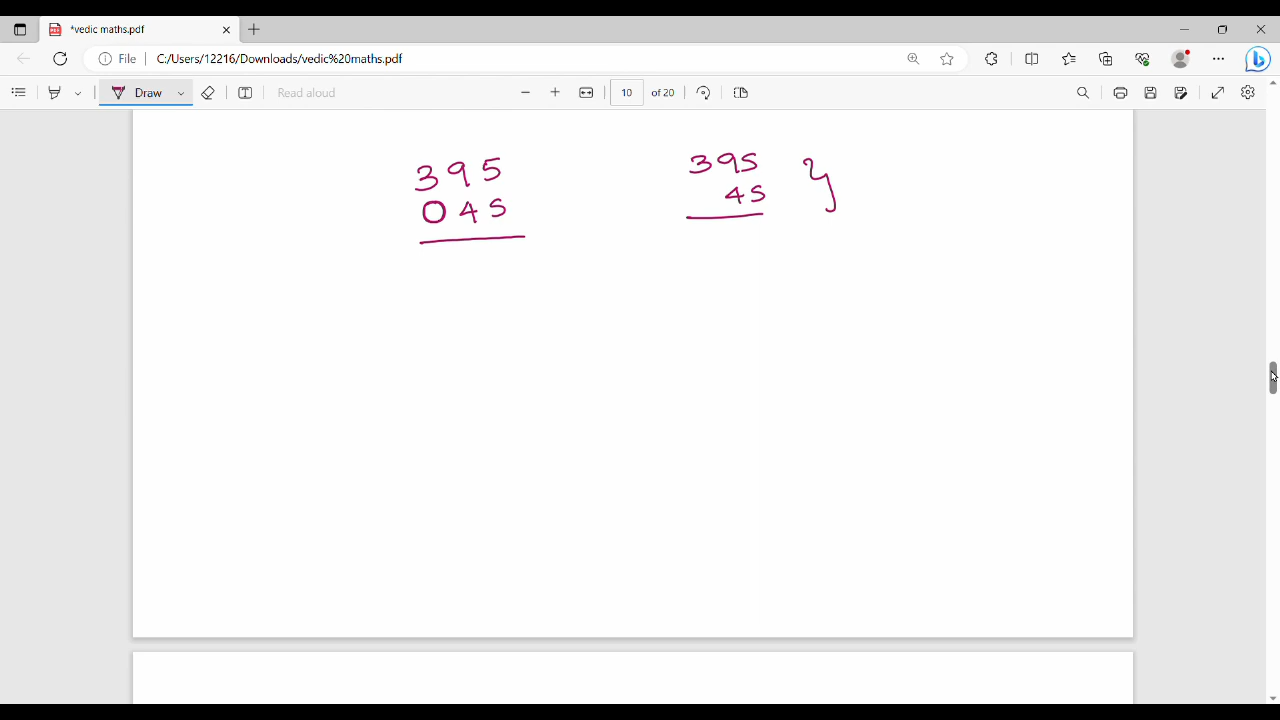 *vedic maths.pdf
File C:/Users/12216/Downloads/vedic%20maths.pdf
Draw Read aloud 10 of 20
395 395
045 45